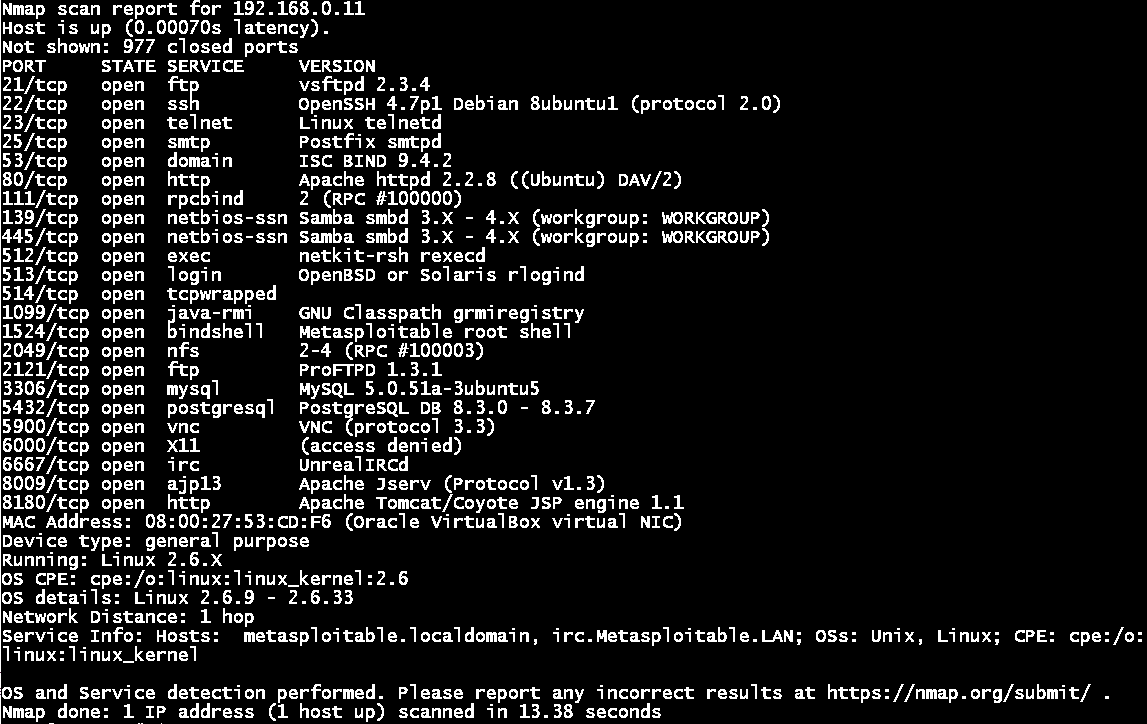 Nmap scan report for 192.168.0.11
Host is up (0.00070s latency).
Not shown: 977 closed ports
PORT     STATE SERVICE     VERSION
21/tcp   open  ftp         vsftpd 2.3.4
22/tcp   open  ssh         OpenSSH 4.7p1 Debian 8ubuntu1 (protocol 2.0)
23/tcp   open  telnet      Linux telnetd
25/tcp   open  smtp        Postfix smtpd
53/tcp   open  domain      ISC BIND 9.4.2
80/tcp   open  http        Apache httpd 2.2.8 ((Ubuntu) DAV/2)
111/tcp  open  rpcbind     2 (RPC #100000)
139/tcp  open  netbios-ssn Samba smbd 3.X - 4.X (workgroup: WORKGROUP)
445/tcp  open  netbios-ssn Samba smbd 3.X - 4.X (workgroup: WORKGROUP)
512/tcp  open  exec        netkit-rsh rexecd
513/tcp  open  login       OpenBSD or Solaris rlogind
514/tcp  open  tcpwrapped
1099/tcp open  java-rmi    GNU Classpath grmiregistry
1524/tcp open  bindshell   Metasploitable root shell
2049/tcp open  nfs         2-4 (RPC #100003)
2121/tcp open  ftp         ProFTPD 1.3.1
3306/tcp open  mysql       MySQL 5.0.51a-3ubuntu5
5432/tcp open  postgresql  PostgreSQL DB 8.3.0 - 8.3.7
5900/tcp open  vnc         VNC (protocol 3.3)
6000/tcp open  X11         (access denied)
6667/tcp open  irc         UnrealIRCd
8009/tcp open  ajp13       Apache Jserv (Protocol v1.3)
8180/tcp open  http        Apache Tomcat/Coyote JSP engine 1.1
MAC Address: 08:00:27:53:CD:F6 (Oracle VirtualBox virtual NIC)
Device type: general purpose
Running: Linux 2.6.X
OS CPE: cpe:/o:linux:linux_kernel:2.6
OS details: Linux 2.6.9 - 2.6.33
Network Distance: 1 hop
Service Info: Hosts:  metasploitable.localdomain, irc.Metasploitable.LAN; OSs: Unix, Linux; CPE: cpe:/o:
linux:linux_kernel
OS and Service detection performed. Please report any incorrect results at https://nmap.org/submit/ .
Nmap done: 1 IP address (1 host up) scanned in 13.38 seconds